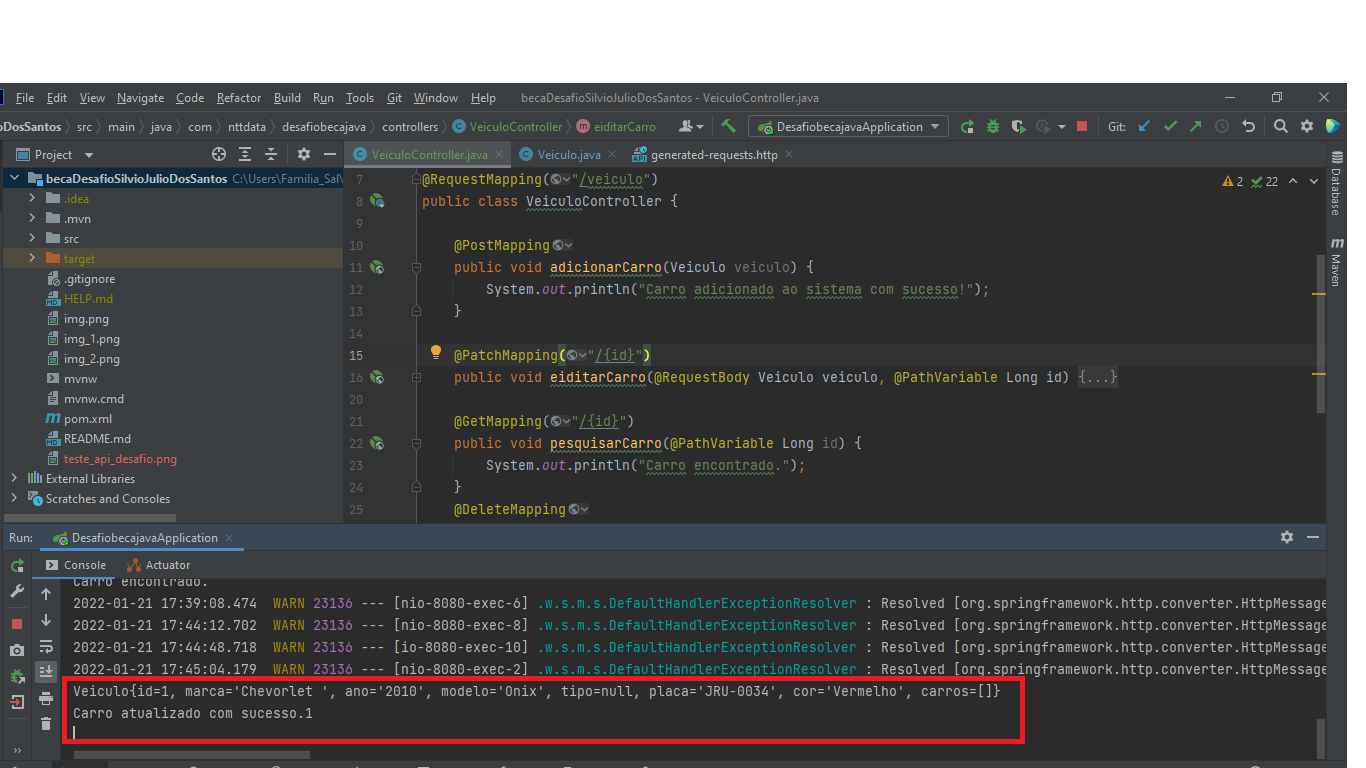 File Edit View Navigate Code Refactor Build Run Tools Git Window Help becaDesafioSilvioJulioDosSantos - VeiculoController.java
oDosSantos src main java com nttdata desafiobecajava controllers VeiculoController eiditarCarro DesafiobecajavaApplication Git:
Project
VeiculoController.java Veiculo.java generated-requests.http
becaDesafioSilvioJulioDosSantos C:\Users\Familia_Sal
.idea
.mvn
src
target
.gitignore
HELP.md
img.png
img_1.png
img_2.png
mvnw
mvnw.cmd
pom.xml
README.md
teste_api_desafio.png
External Libraries
Scratches and Consoles
7 @RequestMapping("/veiculo")
8 public class VeiculoController {
9
10 @PostMapping
11 public void adicionarCarro(Veiculo veiculo) {
12 System.out.println("Carro adicionado ao sistema com sucesso!");
13 }
14
15 @PatchMapping("/{id}")
16 public void eiditarCarro(@RequestBody Veiculo veiculo, @PathVariable Long id) {...}
20
21 @GetMapping("/{id}")
22 public void pesquisarCarro(@PathVariable Long id) {
23 System.out.println("Carro encontrado.");
24 }
25 @DeleteMapping
2 22
Database
Maven
Run: DesafiobecajavaApplication
Console Actuator
Carro encontrado.
2022-01-21 17:39:08.474 WARN 23136 --- [nio-8080-exec-6] .w.s.m.s.DefaultHandlerExceptionResolver : Resolved [org.springframework.http.converter.HttpMessage
2022-01-21 17:44:12.702 WARN 23136 --- [nio-8080-exec-8] .w.s.m.s.DefaultHandlerExceptionResolver : Resolved [org.springframework.http.converter.HttpMessage
2022-01-21 17:44:48.718 WARN 23136 --- [io-8080-exec-10] .w.s.m.s.DefaultHandlerExceptionResolver : Resolved [org.springframework.http.converter.HttpMessage
2022-01-21 17:45:04.179 WARN 23136 --- [nio-8080-exec-2] .w.s.m.s.DefaultHandlerExceptionResolver : Resolved [org.springframework.http.converter.HttpMessage
Veiculo{id=1, marca='Chevorlet ', ano='2010', modelo='Onix', tipo=null, placa='JRU-0034', cor='Vermelho', carros=[]}
Carro atualizado com sucesso.1